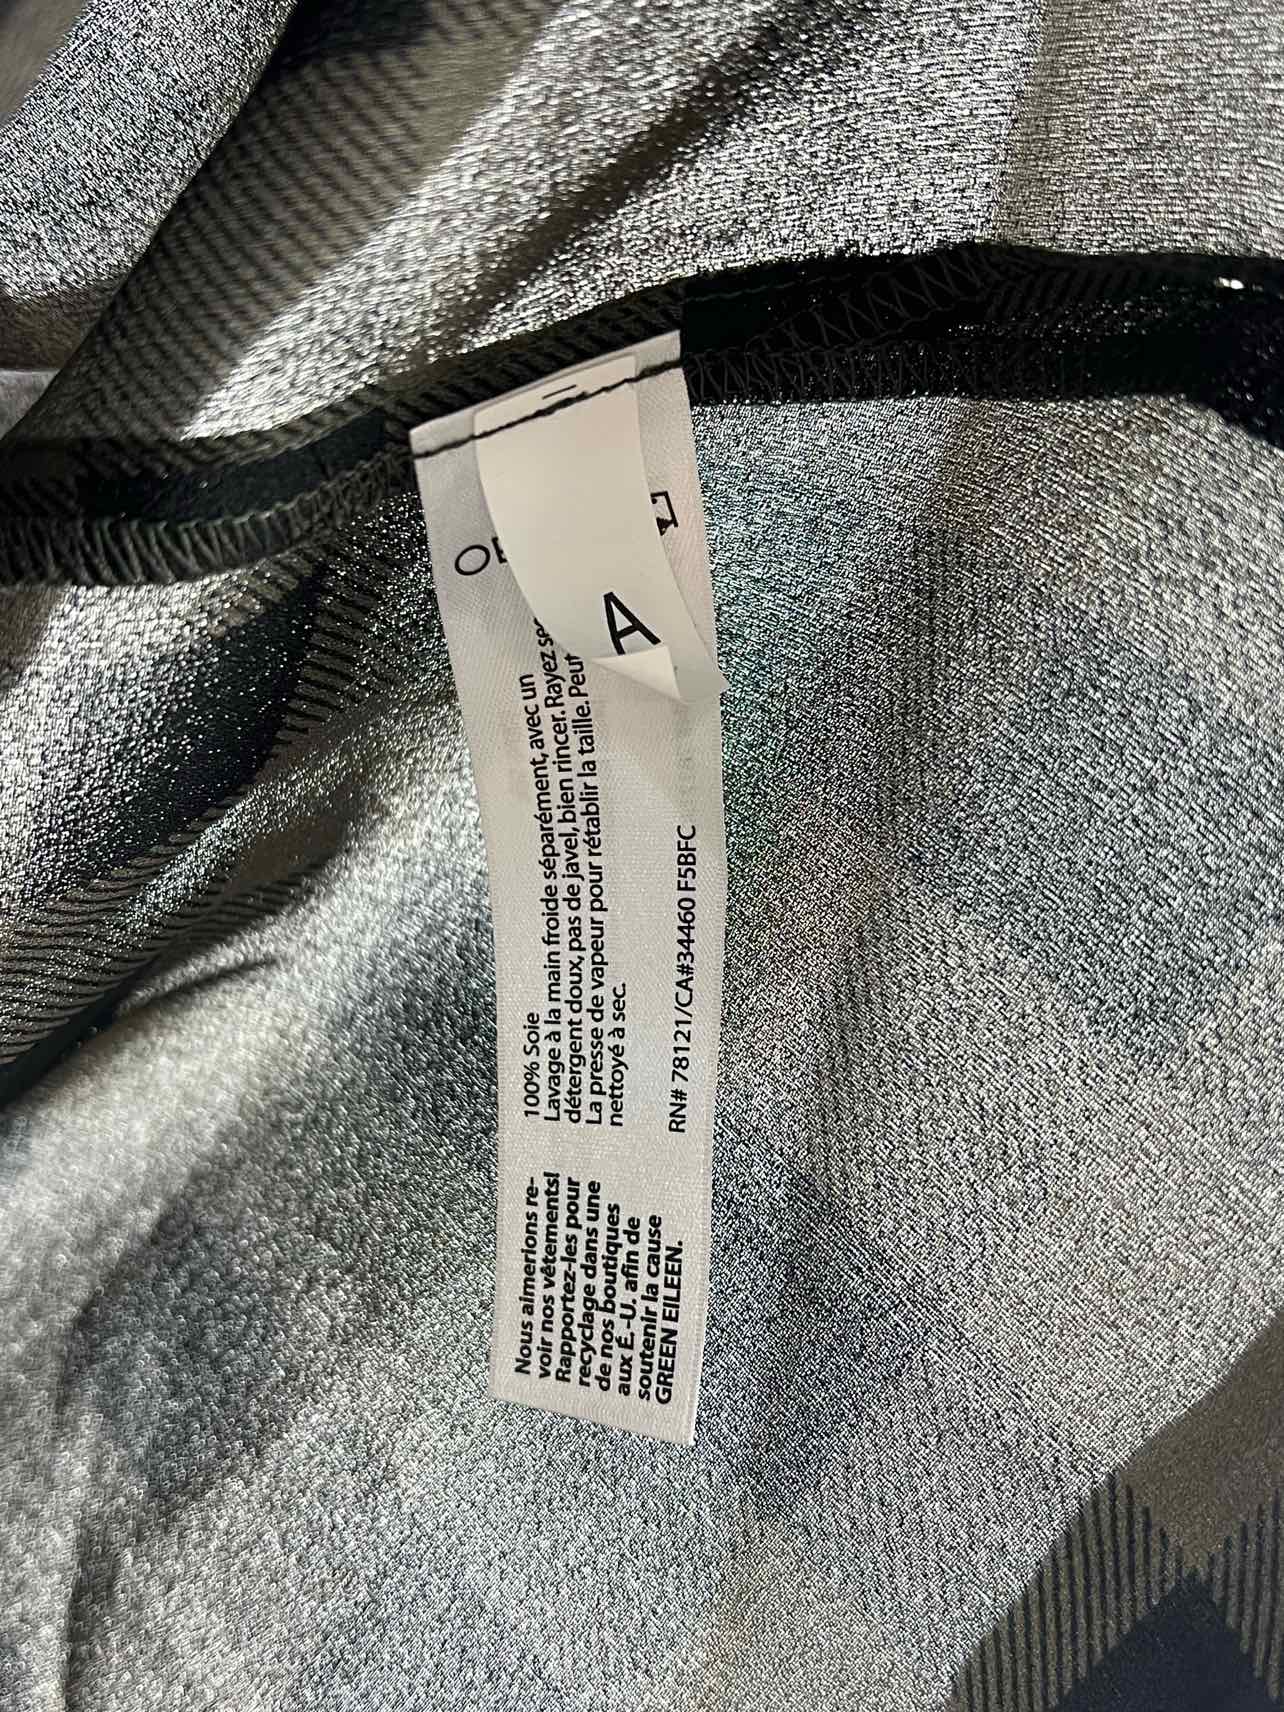 100% Soie
Lavage à la main froide séparément, avec un
détergent doux, pas de javel, bien rincer. Rayez
La presse de vapeur pour rétablir la taille. Peut
nettoyé à sec.
RN# 78121/CA#34460 F5BFC
A
Nous aimerions re-
voir nos vêtements!
Rapportez-les pour
recyclage dans une
de nos boutiques
aux É.-U. afin de
soutenir la cause
GREEN EILEEN.